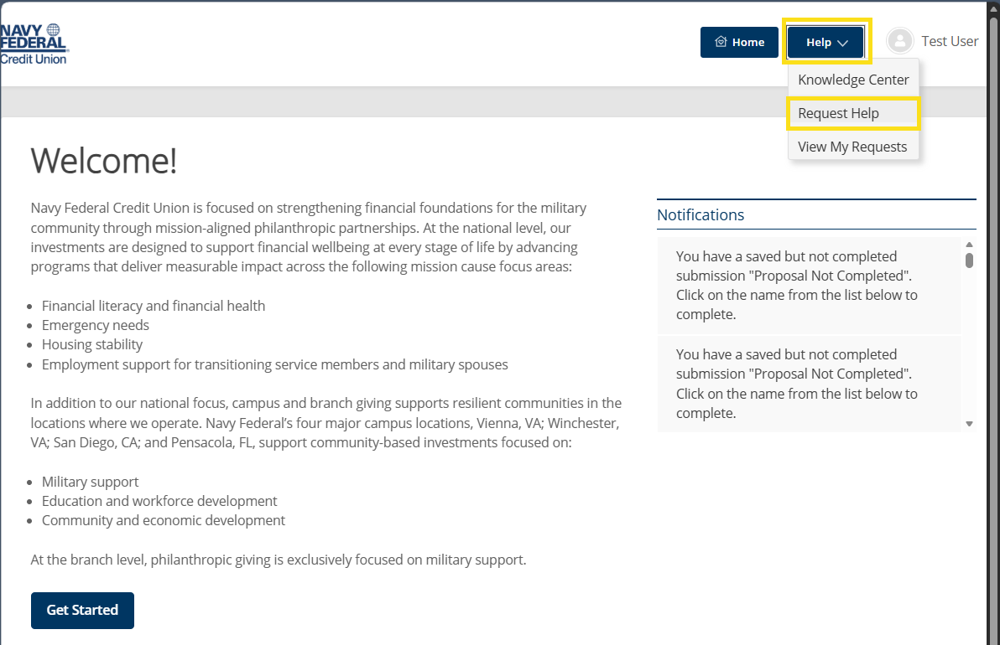 NAVY
FEDERAL
Credit Union
Home
Help
Test User
Knowledge Center
Request Help
View My Requests
Welcome!
Navy Federal Credit Union is focused on strengthening financial foundations for the military
community through mission-aligned philanthropic partnerships. At the national level, our
investments are designed to support financial wellbeing at every stage of life by advancing
programs that deliver measurable impact across the following mission cause focus areas:
• Financial literacy and financial health
• Emergency needs
• Housing stability
• Employment support for transitioning service members and military spouses
In addition to our national focus, campus and branch giving supports resilient communities in the
locations where we operate. Navy Federal’s four major campus locations, Vienna, VA; Winchester,
VA; San Diego, CA; and Pensacola, FL, support community-based investments focused on:
• Military support
• Education and workforce development
• Community and economic development
At the branch level, philanthropic giving is exclusively focused on military support.
Get Started
Notifications
You have a saved but not completed
submission "Proposal Not Completed".
Click on the name from the list below to
complete.
You have a saved but not completed
submission "Proposal Not Completed".
Click on the name from the list below to
complete.